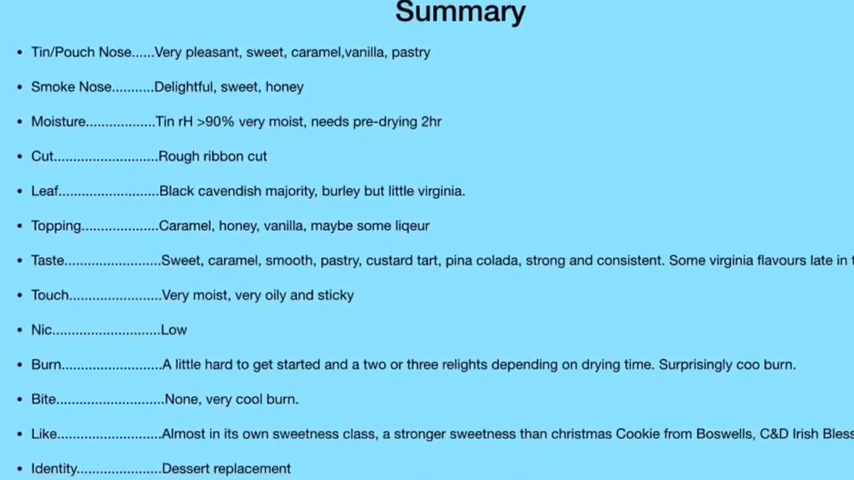 Summary
• Tin/Pouch Nose......Very pleasant, sweet, caramel,vanilla, pastry
• Smoke Nose..........Delightful, sweet, honey
• Moisture.................Tin rH >90% very moist, needs pre-drying 2hr
• Cut.........................Rough ribbon cut
• Leaf........................Black cavendish majority, burley but little virginia.
• Topping..................Caramel, honey, vanilla, maybe some liqeur
• Taste.......................Sweet, caramel, smooth, pastry, custard tart, pina colada, strong and consistent. Some virginia flavours late in
• Touch......................Very moist, very oily and sticky
• Nic..........................Low
• Burn........................A little hard to get started and a two or three relights depending on drying time. Surprisingly coo burn.
• Bite..........................None, very cool burn.
• Like.........................Almost in its own sweetness class, a stronger sweetness than christmas Cookie from Boswells, C&D Irish Bless
• Identity....................Dessert replacement